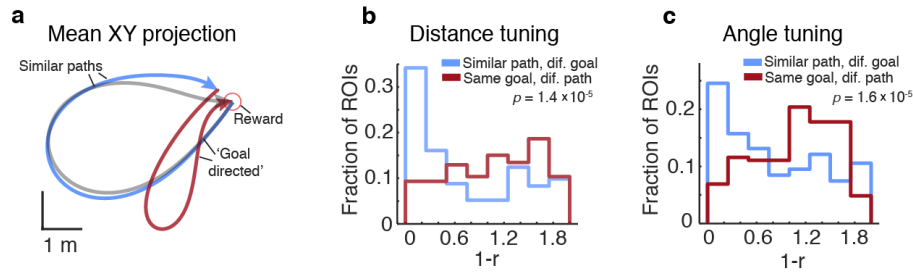 a
Mean XY projection
Similar paths
Reward
'Goal
directed'
1 m
b
Distance tuning
Similar path, dif. goal
Same goal, dif. path
p = 1.4 × 10-5
Fraction of ROIs
0.3
0.2
0.1
0
0 0.6 1.2 1.8
1-r
c
Angle tuning
Similar path, dif. goal
Same goal, dif. path
p = 1.6 × 10-5
Fraction of ROIs
0.2
0.1
0
0 0.6 1.2 1.8
1-r